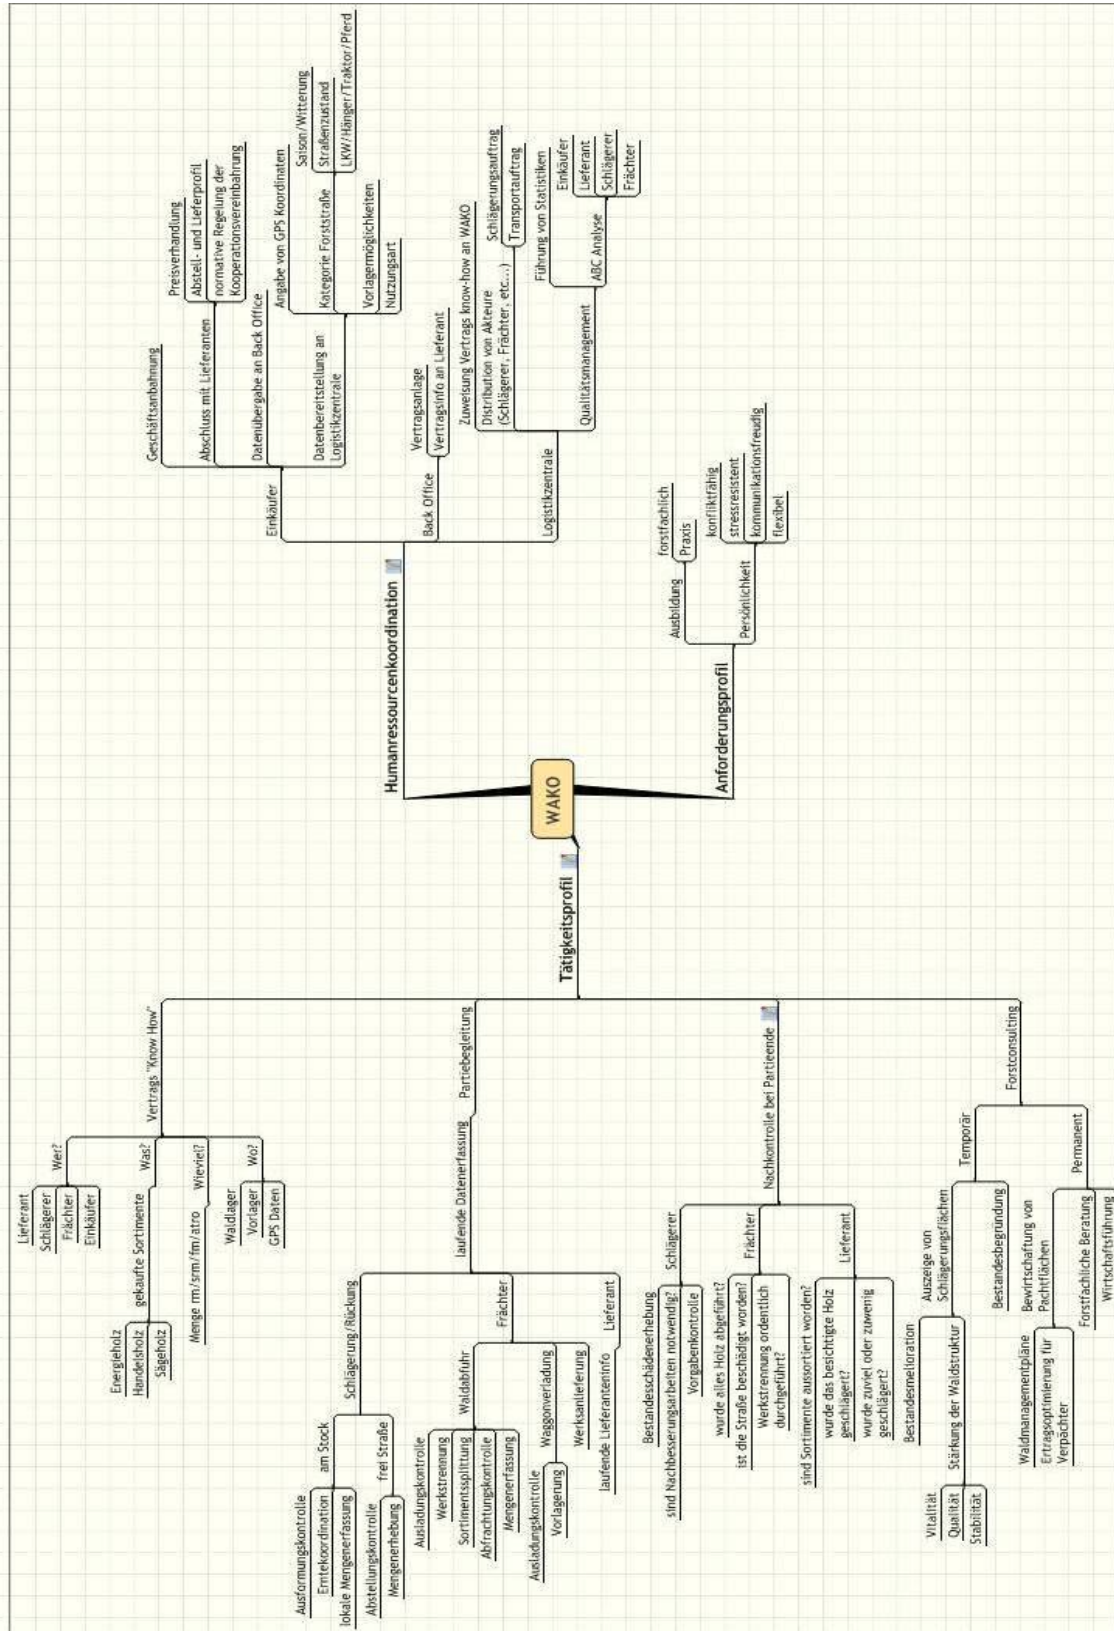 WAKO
Humanressourcenkoordination
Einkäufer
Geschäftsanbahnung
Abschluss mit Lieferanten
Preisverhandlung
Abstell- und Lieferprofil
normative Regelung der
Kooperationsvereinbahrung
Datenübergabe an Back Office
Datenbereitstellung an
Logistikzentrale
Angabe von GPS Koordinaten
Kategorie Forststraße
Saison/Witterung
Straßenzustand
LKW/Hänger/Traktor/Pferd
Vorlagermöglichkeiten
Nutzungsart
Back Office
Vertragsanlage
Vertragsinfo an Lieferant
Logistikzentrale
Zuweisung Vertrags know-how an WAKO
Distribution von Akteure
(Schlägerer, Frächter, etc...)
Schlägerungsauftrag
Transportauftrag
Qualitätsmanagement
Führung von Statistiken
ABC Analyse
Einkäufer
Lieferant
Schlägerer
Frächter
Anforderungsprofil
Ausbildung
forstfachlich
Praxis
Persönlichkeit
konfliktfähig
stressresistent
kommunikationsfreudig
flexibel
Tätigkeitsprofil
Vertrags "Know How"
Wer?
Lieferant
Schlägerer
Frächter
Einkäufer
Was?
gekaufte Sortimente
Energieholz
Handelsholz
Sägeholz
Wieviel?
Menge rm/srm/fm/atro
Wo?
Waldlager
Vorlager
GPS Daten
Partiebegleitung
laufende Datenerfassung
Schlägerung/Rückung
am Stock
Ausformungskontrolle
Erntekoordination
lokale Mengenerfassung
frei Straße
Abstellungskontrolle
Mengenerhebung
Frächter
Waldabfuhr
Ausladungskontrolle
Werkstrennung
Sortimentssplittung
Abfrachtungskontrolle
Mengenerfassung
Waggonverladung
Ausladungskontrolle
Vorlagerung
Werksanlieferung
Lieferant
laufende Lieferanteninfo
Nachkontrolle bei Partieende
Schlägerer
Bestandesschädenerhebung
sind Nachbesserungsarbeiten notwendig?
Vorgabenkontrolle
Frächter
wurde alles Holz abgeführt?
ist die Straße beschädigt worden?
Werkstrennung ordentlich
durchgeführt?
Lieferant
sind Sortimente aussortiert worden?
wurde das besichtigte Holz
geschlägert?
wurde zuviel oder zuwenig
geschlägert?
Forstconsulting
Temporär
Auszeige von
Schlägerungsflächen
Bestandesmelioration
Stärkung der Waldstruktur
Vitalität
Qualität
Stabilität
Bestandesbegründung
Permanent
Bewirtschaftung von
Pachtflächen
Waldmanagementpläne
Ertragsoptimierung für
Verpächter
Forstfachliche Beratung
Wirtschaftsführung